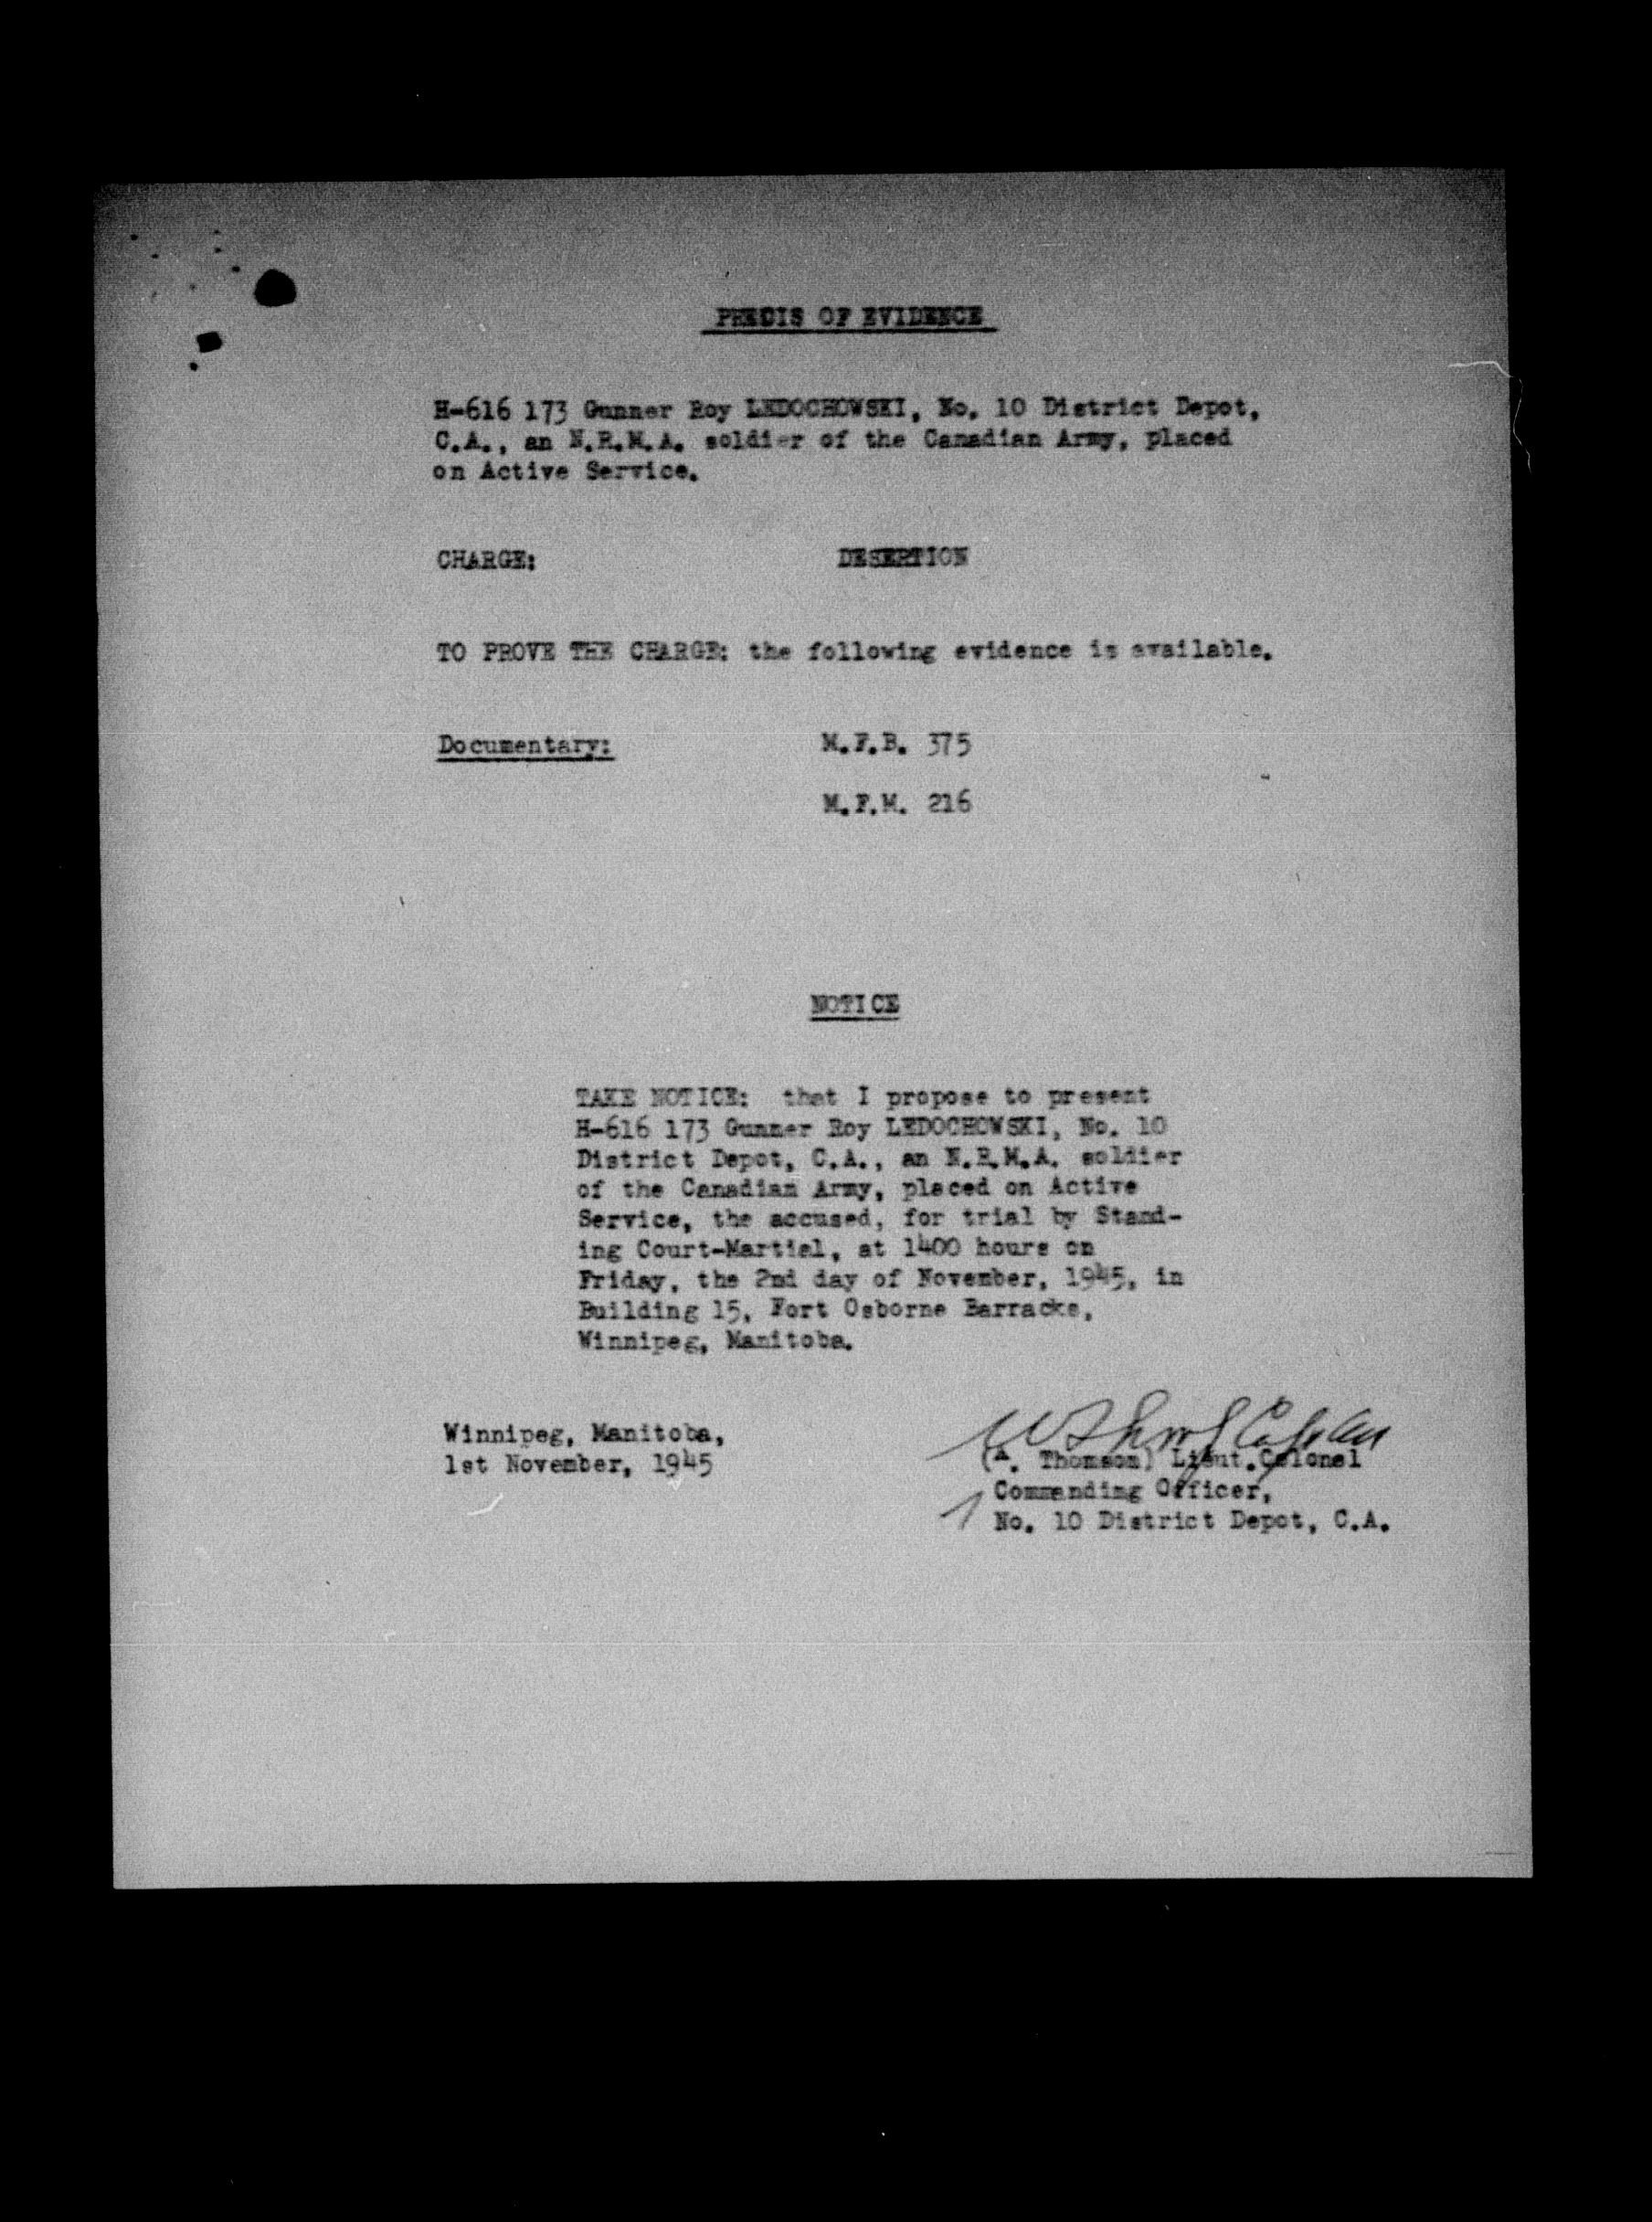 PRECIS OF EVIDENCE
H-616 173 Gunner Roy LEDOCHOWSKI, No. 10 District Depot,
C.A., an N.R.M.A. soldier of the Canadian Army, placed
on Active Service.
CHARGE: DESERTION
TO PROVE THE CHARGE: the following evidence is available.
Documentary: M.F.B. 375
M.F.M. 216
NOTICE
TAKE NOTICE: that I propose to present
H-616 173 Gunner Roy LEDOCHOWSKI, No. 10
District Depot, C.A., an N.R.M.A. soldier
of the Canadian Army, placed on Active
Service, the accused, for trial by Stand-
ing Court-Martial, at 1400 hours on
Friday, the 2nd day of November, 1945, in
Building 15, Fort Osborne Barracks,
Winnipeg, Manitoba.
Winnipeg, Manitoba,
1st November, 1945
(A. Thomson) Lieut.Colonel
Commanding Officer,
No. 10 District Depot, C.A.